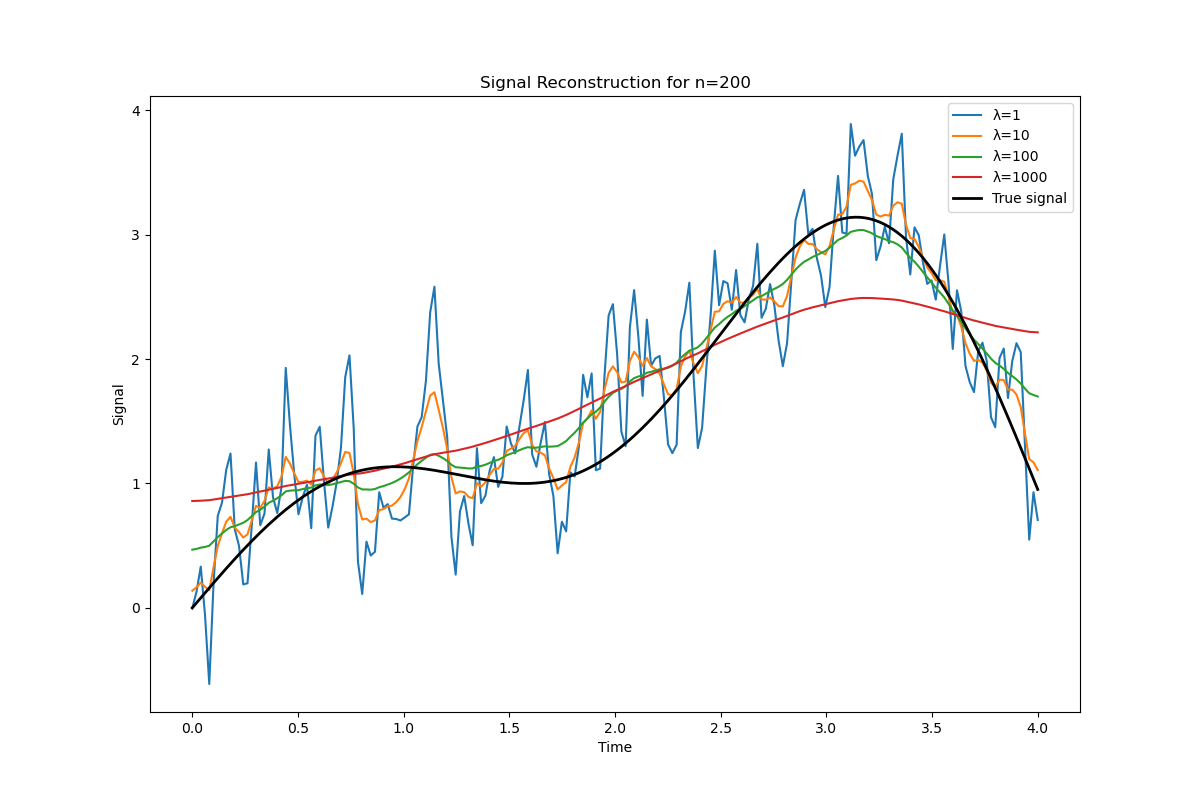 Signal Reconstruction for n=200
λ=1
λ=10
λ=100
λ=1000
True signal
4
3
2
1
0
Signal
0.0 0.5 1.0 1.5 2.0 2.5 3.0 3.5 4.0
Time